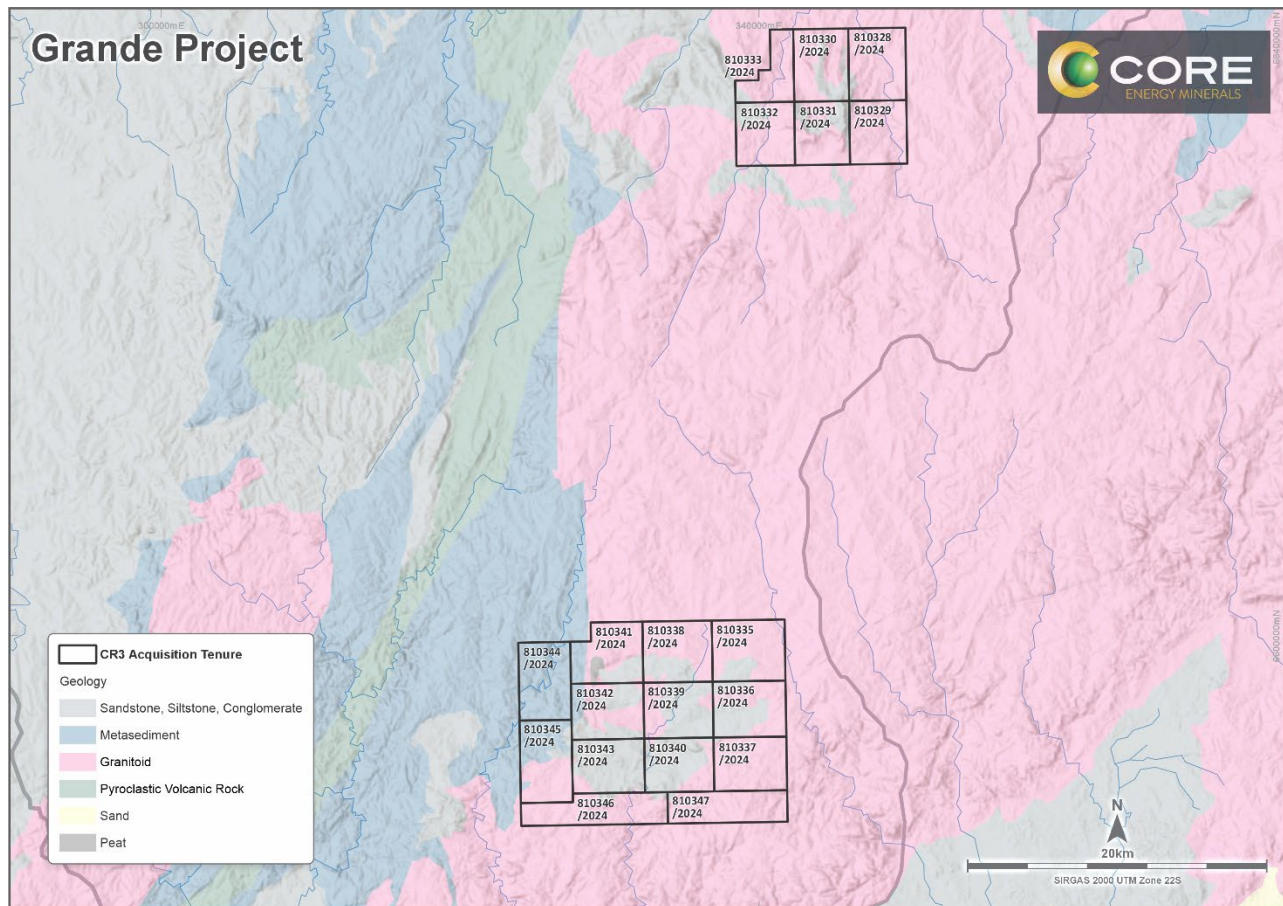 300000mE
340000mE
6640000mN
Grande Project
CORE
ENERGY MINERALS
810333
/2024
810330
/2024
810328
/2024
810332
/2024
810331
/2024
810329
/2024
6600000mN
810341
/2024
810338
/2024
810335
/2024
810344
/2024
810342
/2024
810339
/2024
810336
/2024
810345
/2024
810343
/2024
810340
/2024
810337
/2024
810346
/2024
810347
/2024
CR3 Acquisition Tenure
Geology
Sandstone, Siltstone, Conglomerate
Metasediment
Granitoid
Pyroclastic Volcanic Rock
Sand
Peat
N
20km
SIRGAS 2000 UTM Zone 22S